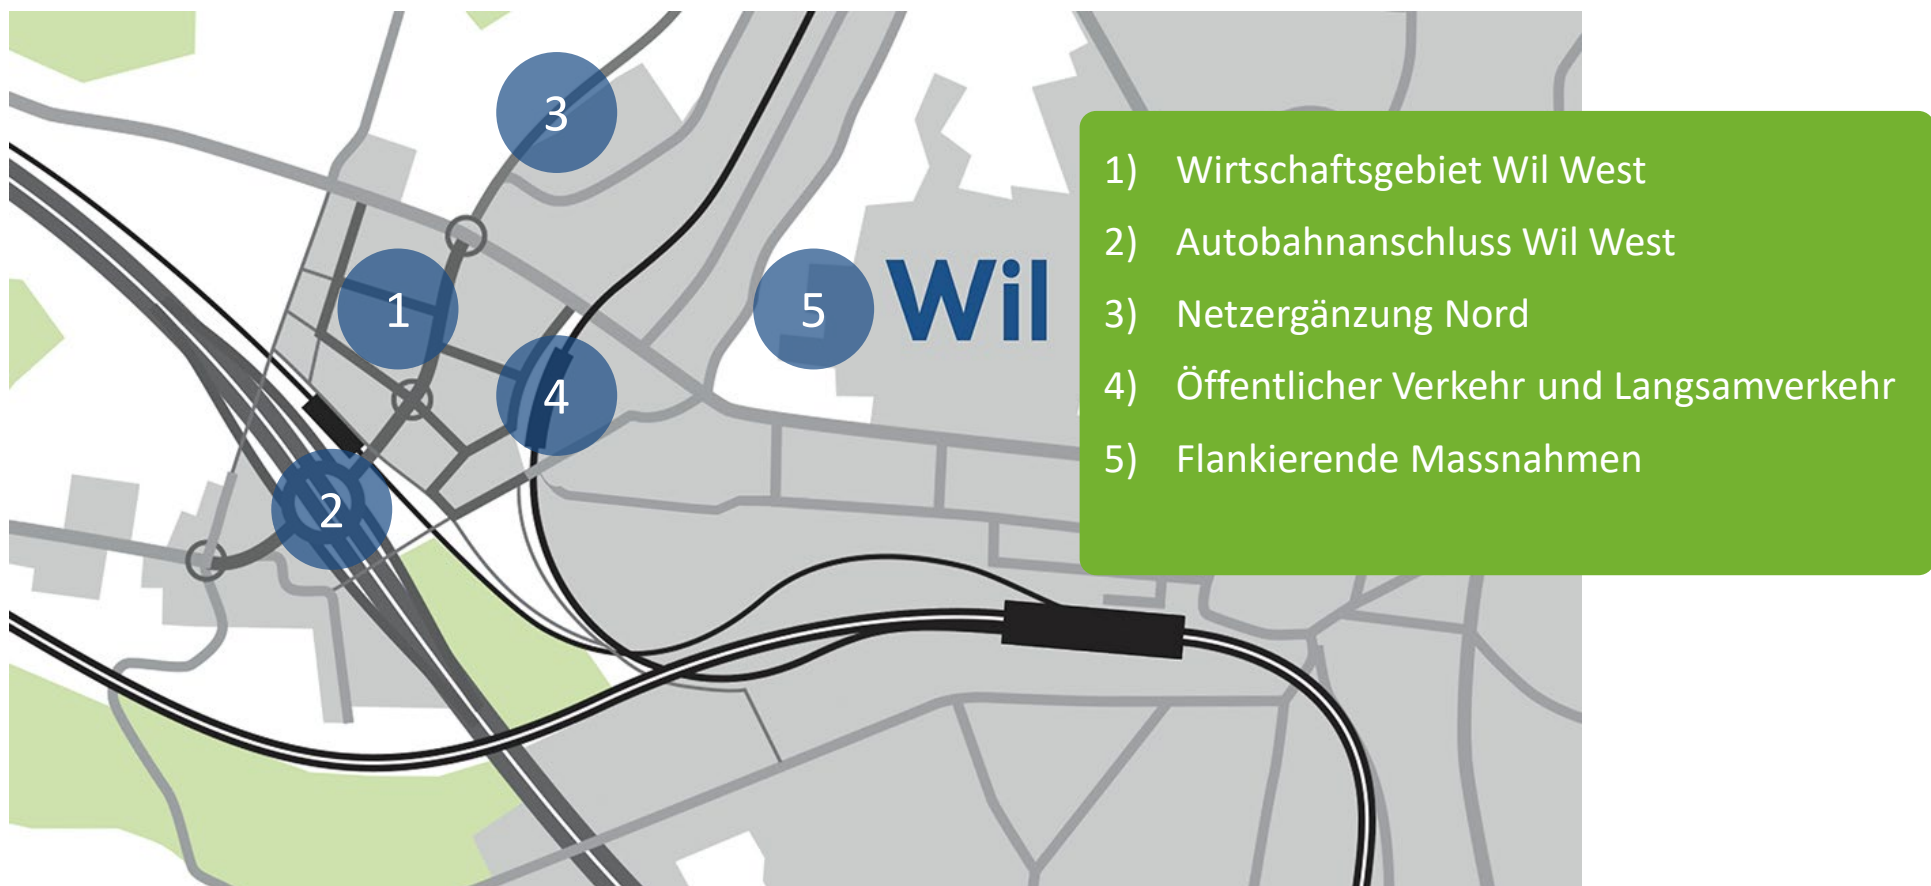 3
1
5
Wil
4
2
1) Wirtschaftsgebiet Wil West
2) Autobahnanschluss Wil West
3) Netzergänzung Nord
4) Öffentlicher Verkehr und Langsamverkehr
5) Flankierende Massnahmen